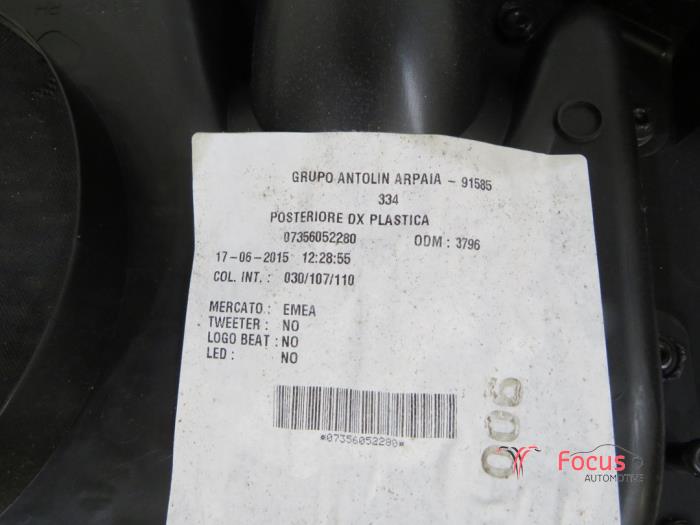 GRUPO ANTOLIN ARPAIA - 91585
334
POSTERIORE DX PLASTICA
07356052280 ODM : 3796
17-06-2015 12:28:55
COL. INT. : 030/107/110
MERCATO : EMEA
TWEETER : NO
LOGO BEAT : NO
LED : NO
*07356052280*
006
Focus
AUTOMOTIVE